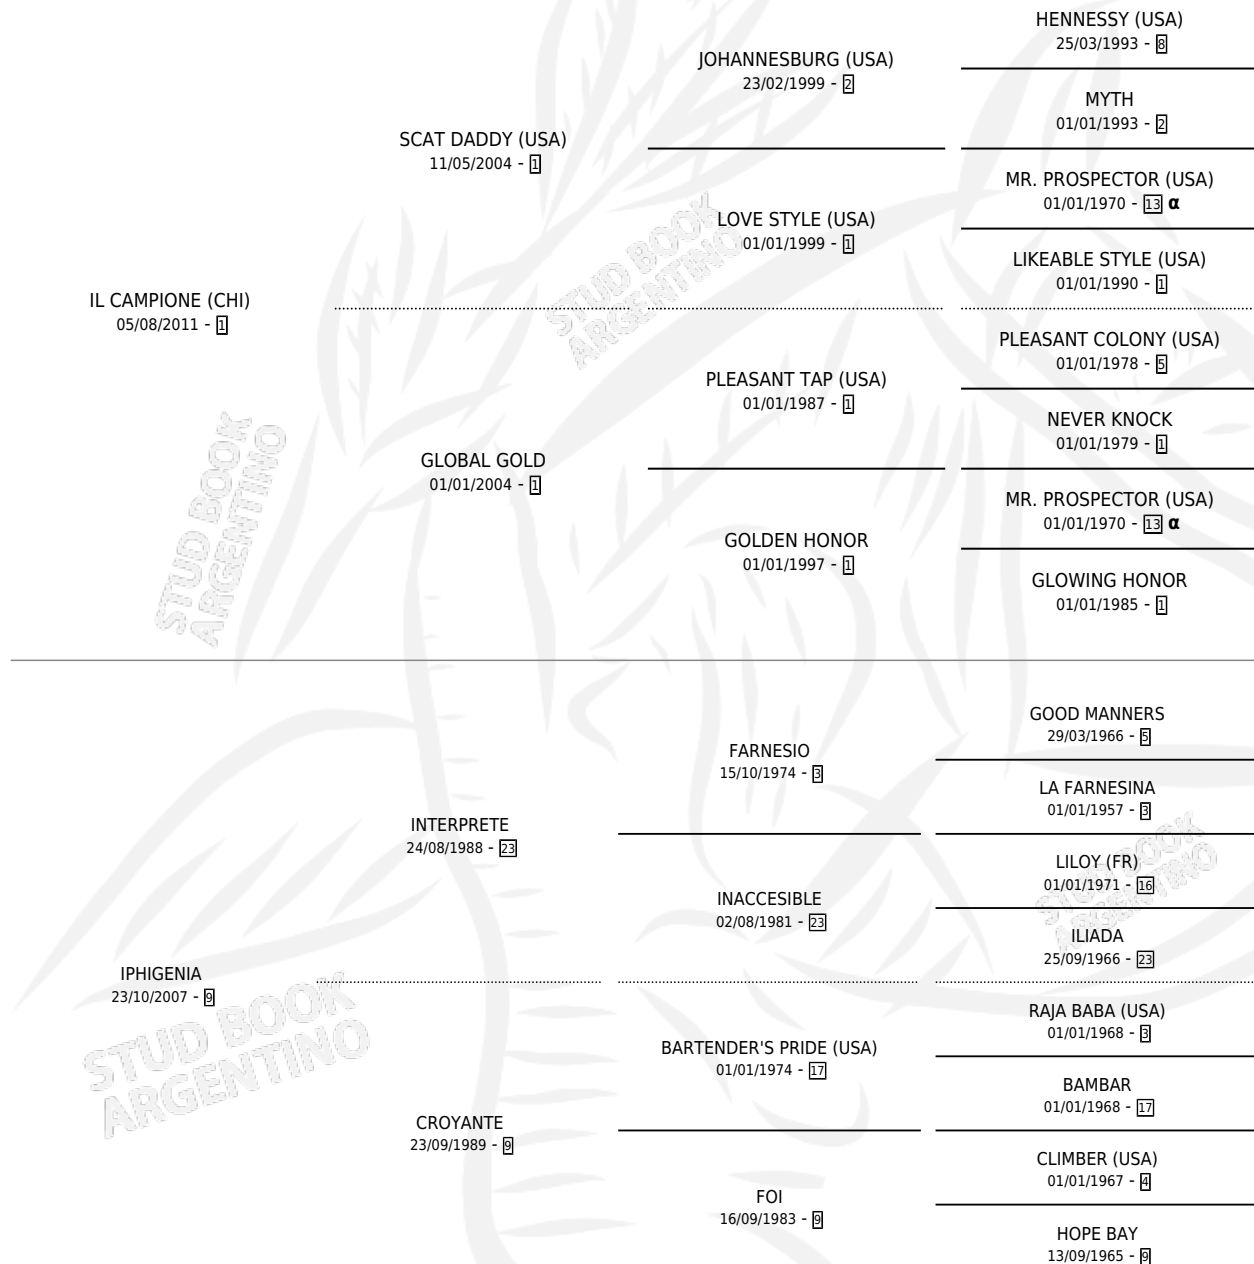 HENNESSY (USA)
25/03/1993 - 8
JOHANNESBURG (USA)
23/02/1999 - 2
MYTH
01/01/1993 - 2
SCAT DADDY (USA)
11/05/2004 - 1
MR. PROSPECTOR (USA)
01/01/1970 - 13 α
LOVE STYLE (USA)
01/01/1999 - 1
LIKEABLE STYLE (USA)
01/01/1990 - 1
IL CAMPIONE (CHI)
05/08/2011 - 1
PLEASANT COLONY (USA)
01/01/1978 - 5
PLEASANT TAP (USA)
01/01/1987 - 1
NEVER KNOCK
01/01/1979 - 1
GLOBAL GOLD
01/01/2004 - 1
MR. PROSPECTOR (USA)
01/01/1970 - 13 α
GOLDEN HONOR
01/01/1997 - 1
GLOWING HONOR
01/01/1985 - 1
GOOD MANNERS
29/03/1966 - 5
FARNESIO
15/10/1974 - 3
LA FARNESINA
01/01/1957 - 3
INTERPRETE
24/08/1988 - 23
LILOY (FR)
01/01/1971 - 16
INACCESIBLE
02/08/1981 - 23
ILIADA
25/09/1966 - 23
IPHIGENIA
23/10/2007 - 9
RAJA BABA (USA)
01/01/1968 - 3
BARTENDER'S PRIDE (USA)
01/01/1974 - 17
BAMBAR
01/01/1968 - 17
CROYANTE
23/09/1989 - 9
CLIMBER (USA)
01/01/1967 - 4
FOI
16/09/1983 - 9
HOPE BAY
13/09/1965 - 9
STUD BOOK
ARGENTINO
STUD BOOK
ARGENTINO
STUD BOOK
ARGENTINO
STUD BOOK
ARGENTINO